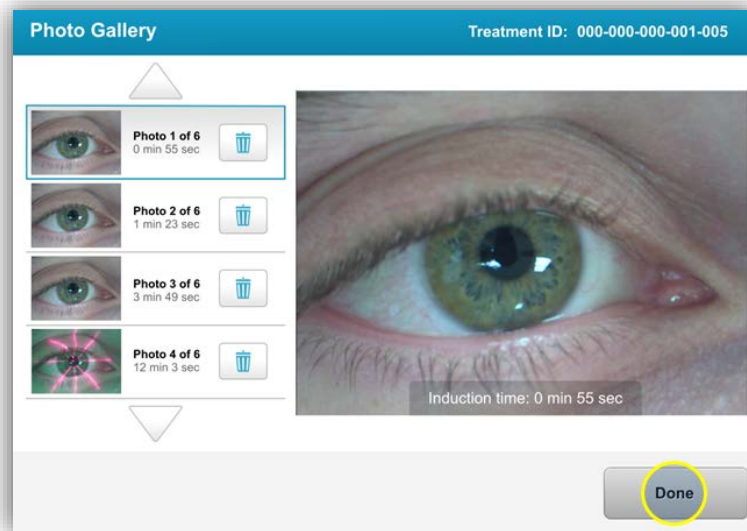 Photo Gallery
Treatment ID: 000-000-000-001-005
Photo 1 of 6
0 min 55 sec
Photo 2 of 6
1 min 23 sec
Photo 3 of 6
3 min 49 sec
Photo 4 of 6
12 min 3 sec
Induction time: 0 min 55 sec
Done